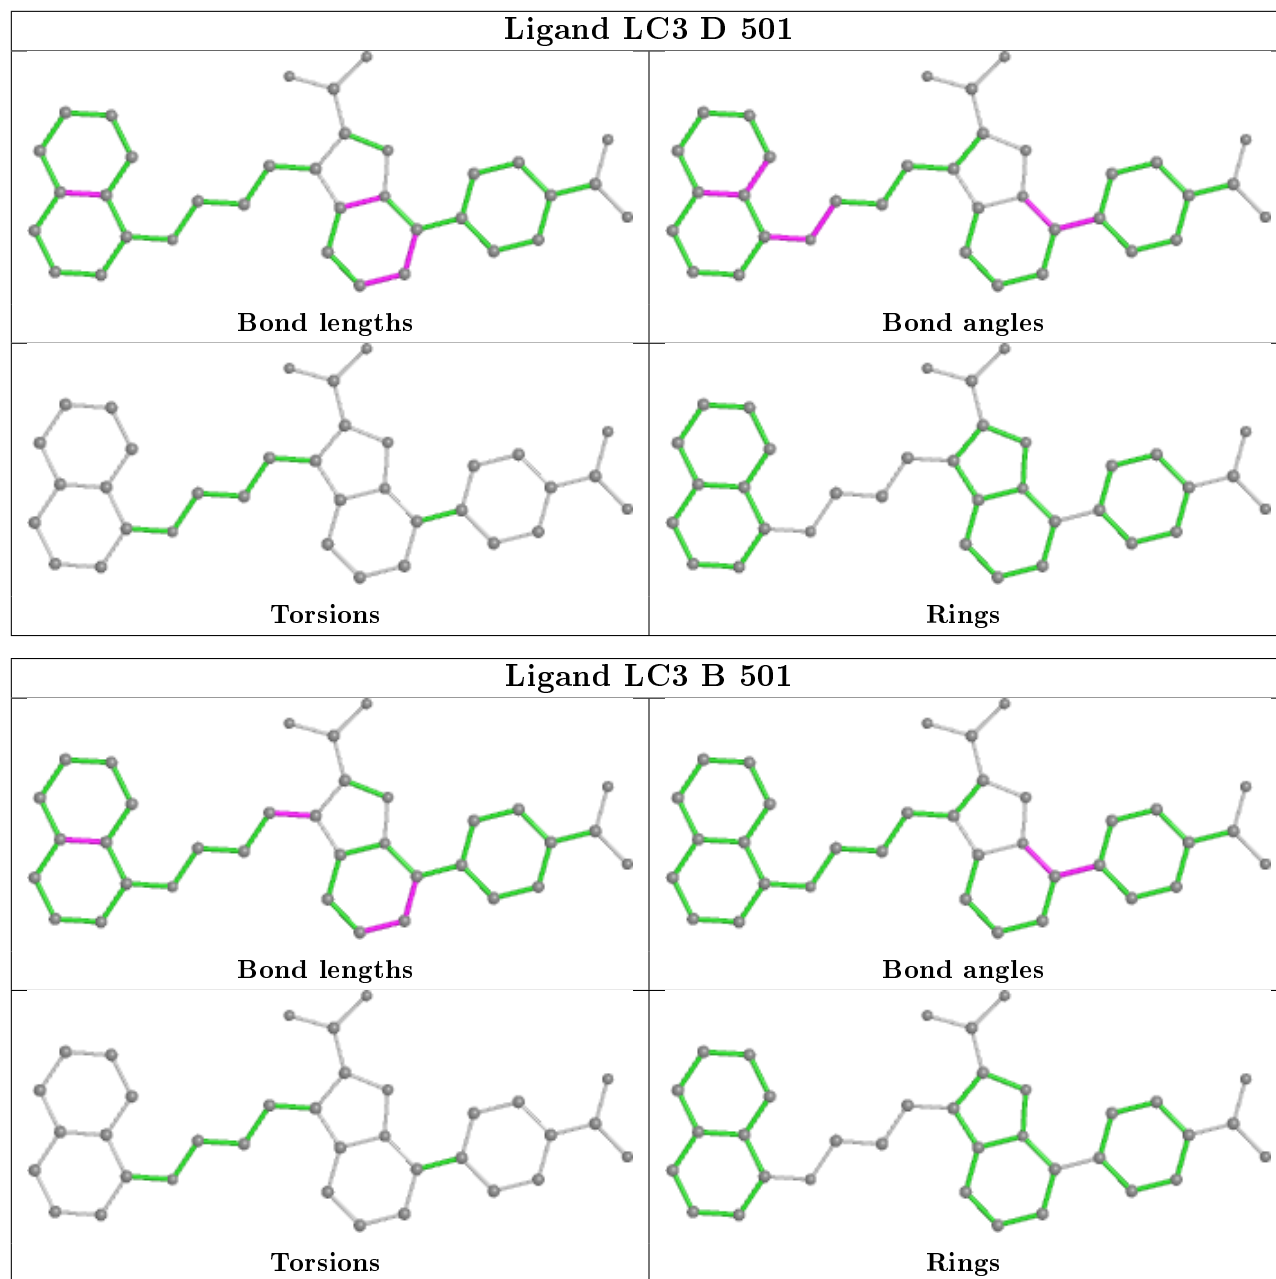 Ligand LC3 D 501
Bond lengths
Bond angles
Torsions
Rings
Ligand LC3 B 501
Bond lengths
Bond angles
Torsions
Rings